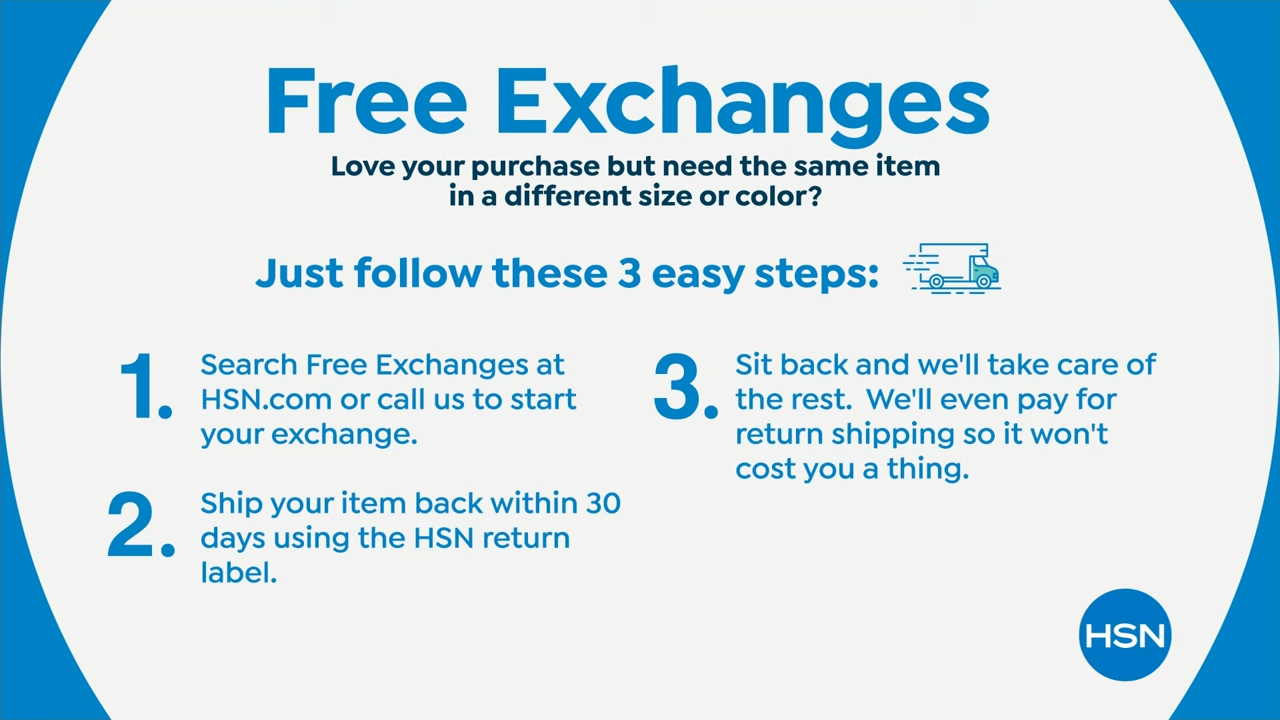 Free Exchanges
Love your purchase but need the same item
in a different size or color?
Just follow these 3 easy steps:
1. Search Free Exchanges at
HSN.com or call us to start
your exchange.
2. Ship your item back within 30
days using the HSN return
label.
3. Sit back and we'll take care of
the rest.  We'll even pay for
return shipping so it won't
cost you a thing.
HSN